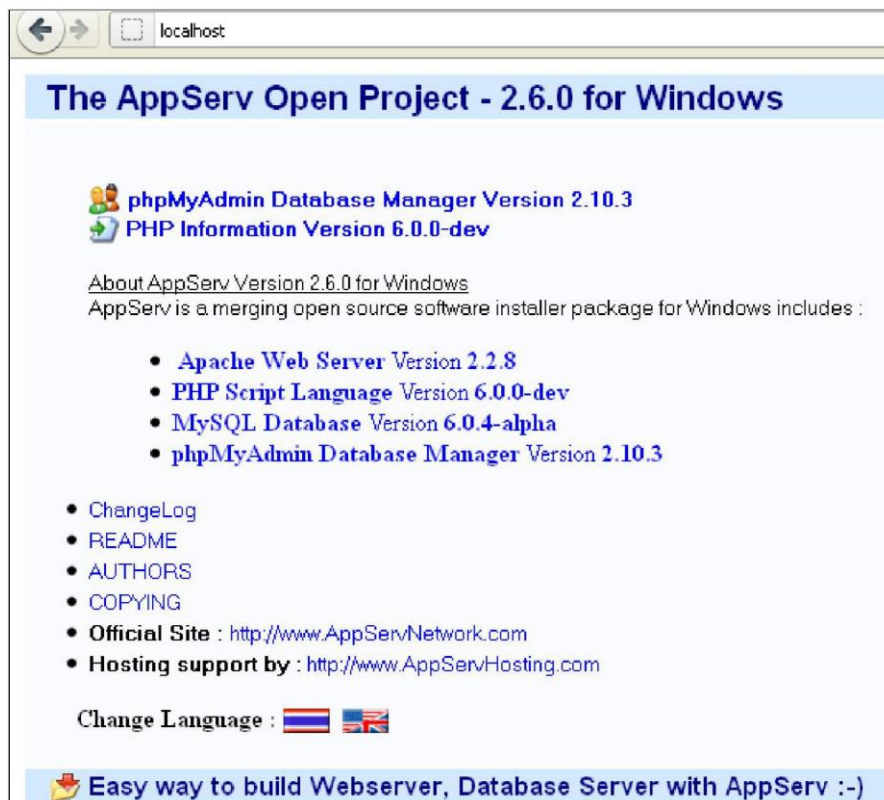 localhost
The AppServ Open Project - 2.6.0 for Windows
phpMyAdmin Database Manager Version 2.10.3
PHP Information Version 6.0.0-dev
About AppServ Version 2.6.0 for Windows
AppServ is a merging open source software installer package for Windows includes :
• Apache Web Server Version 2.2.8
• PHP Script Language Version 6.0.0-dev
• MySQL Database Version 6.0.4-alpha
• phpMyAdmin Database Manager Version 2.10.3
• ChangeLog
• README
• AUTHORS
• COPYING
• Official Site : http://www.AppServNetwork.com
• Hosting support by : http://www.AppServHosting.com
Change Language :
Easy way to build Webserver, Database Server with AppServ :-)